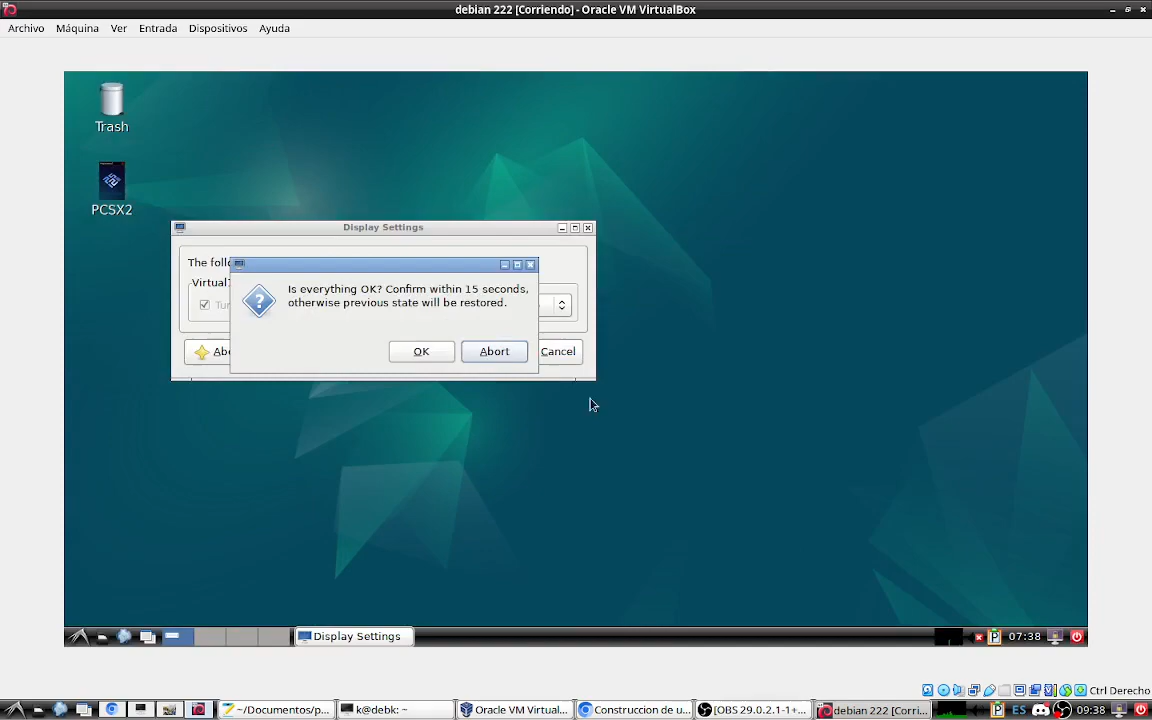 debian 222 [Corriendo] - Oracle VM VirtualBox
Archivo Máquina Ver Entrada Dispositivos Ayuda
Trash
PCSX2
Display Settings
The follo
Virtual
Tur
Is everything OK? Confirm within 15 seconds,
otherwise previous state will be restored.
Abo
OK
Abort
Cancel
Display Settings
07:38
Ctrl Derecho
~/Documentos/p...
k@debk: ~
Oracle VM Virtual...
Construccion de u...
[OBS 29.0.2.1-1+...
debian 222 [Corri...
ES
09:38